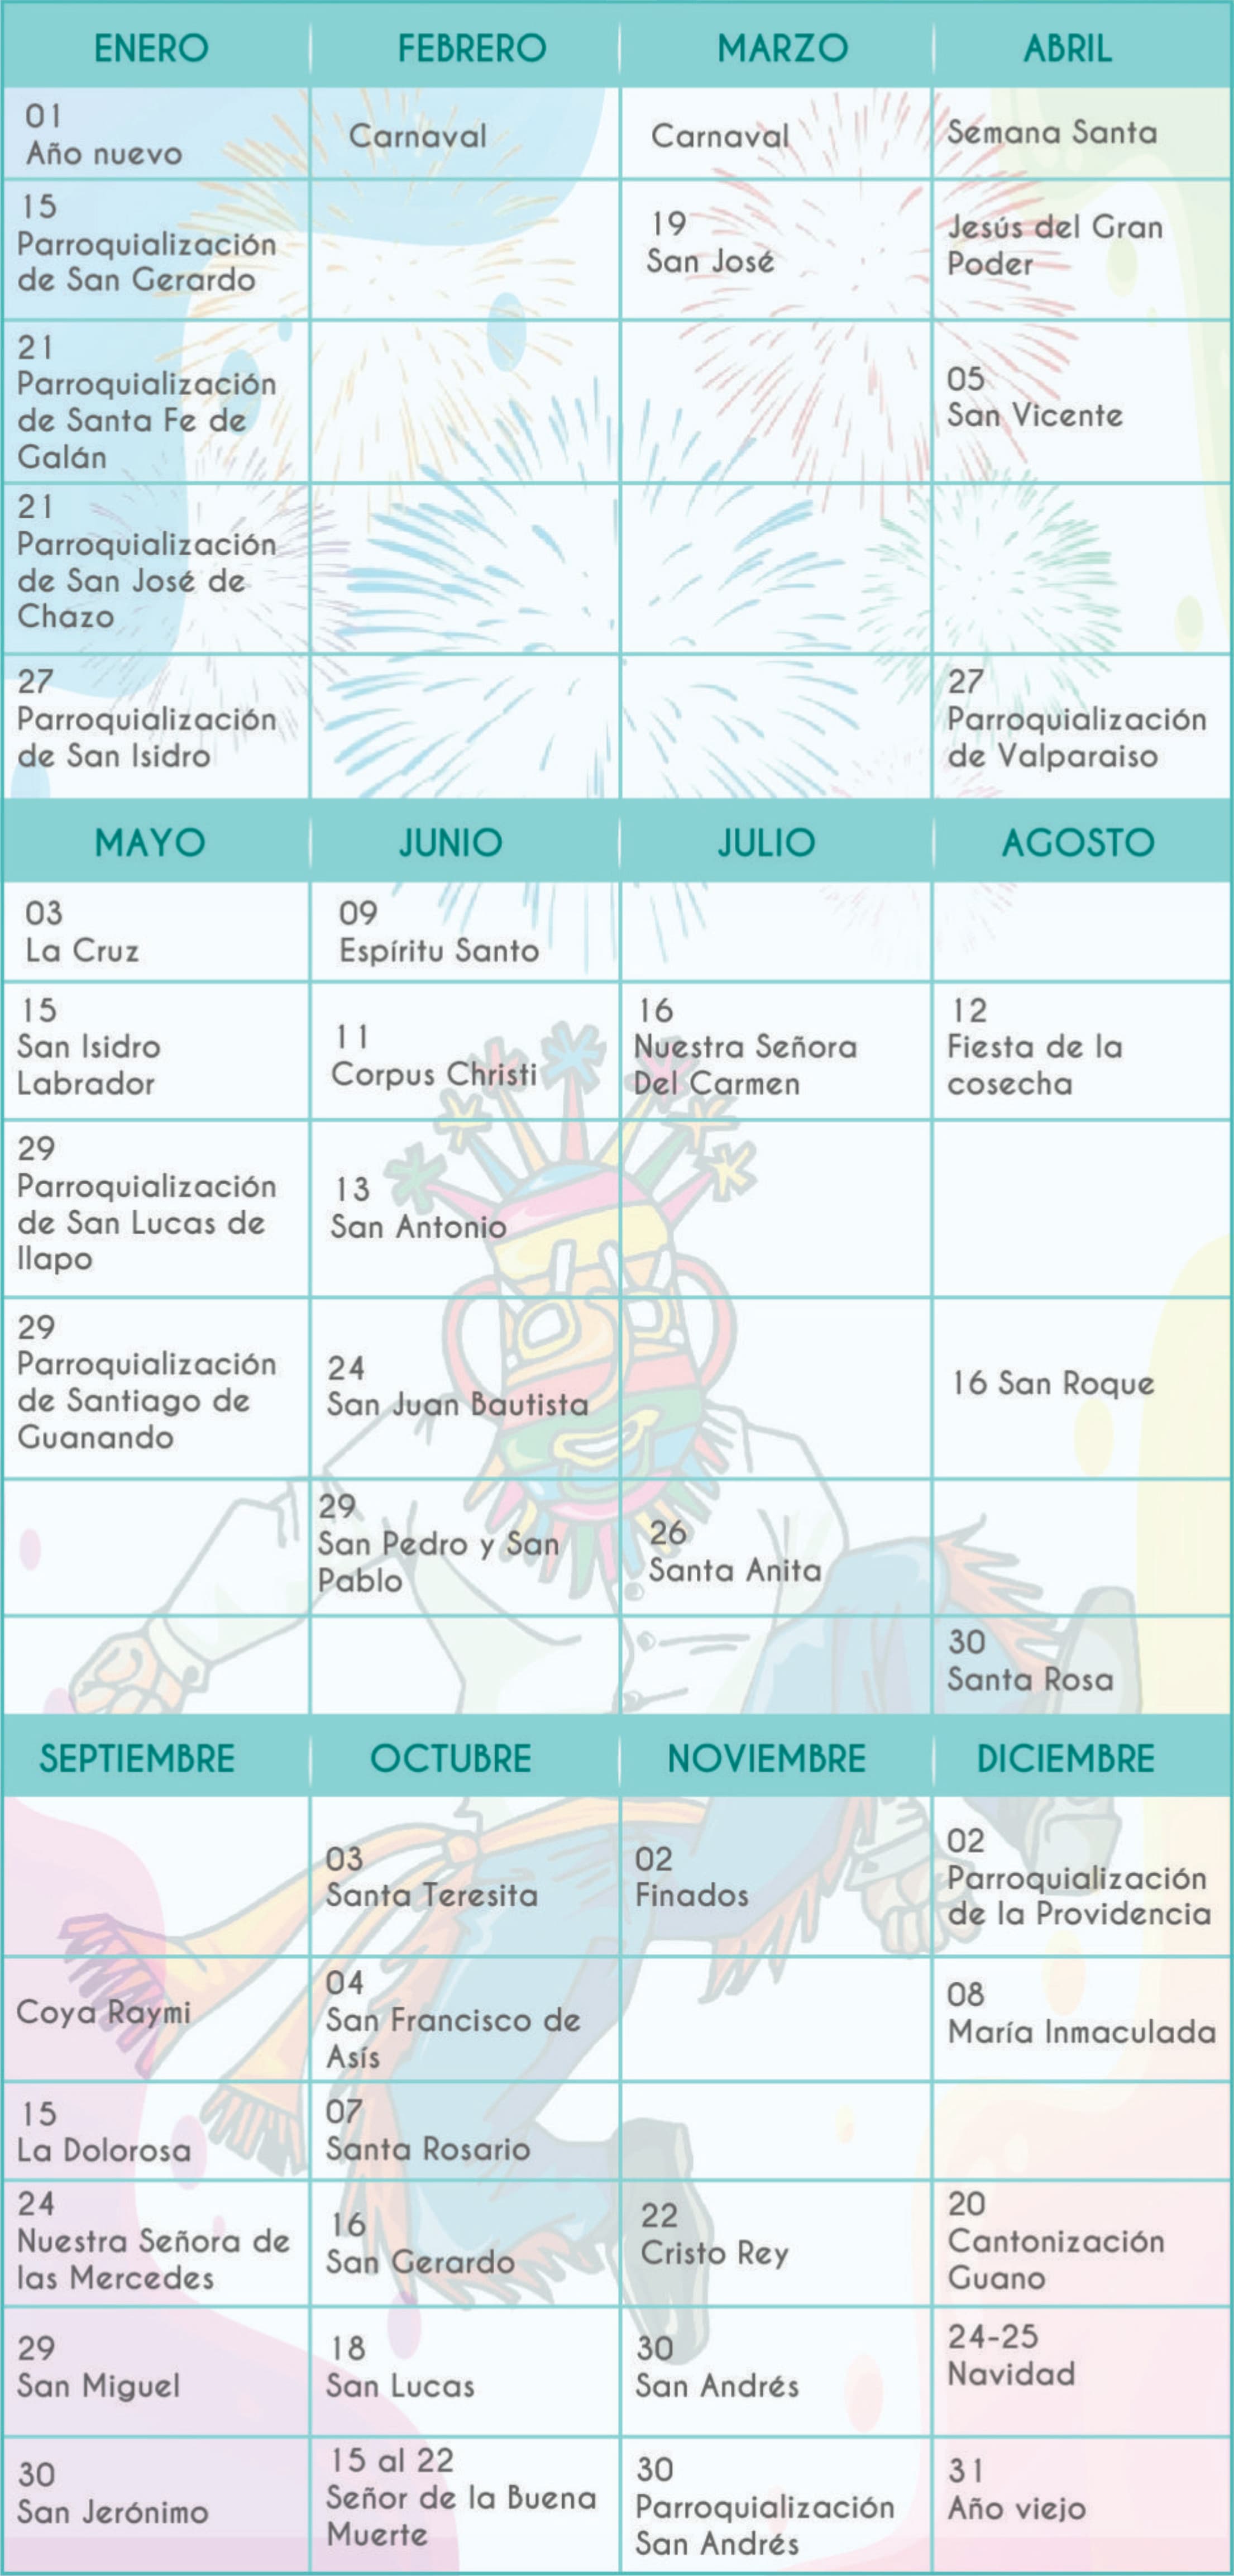 ENERO
FEBRERO
MARZO
ABRIL
01
Año nuevo
Carnaval
Carnaval
Semana Santa
15
Parroquialización
de San Gerardo
19
San José
Jesús del Gran
Poder
21
Parroquialización
de Santa Fe de
Galán
05
San Vicente
21
Parroquialización
de San José de
Chazo
27
Parroquialización
de San Isidro
27
Parroquialización
de Valparaiso
MAYO
JUNIO
JULIO
AGOSTO
03
La Cruz
09
Espíritu Santo
15
San Isidro
Labrador
11
Corpus Christi
16
Nuestra Señora
Del Carmen
12
Fiesta de la
cosecha
29
Parroquialización
de San Lucas de
Ilapo
13
San Antonio
29
Parroquialización
de Santiago de
Guanando
24
San Juan Bautista
16 San Roque
29
San Pedro y San
Pablo
26
Santa Anita
30
Santa Rosa
SEPTIEMBRE
OCTUBRE
NOVIEMBRE
DICIEMBRE
03
Santa Teresita
02
Finados
02
Parroquialización
de la Providencia
Coya Raymi
04
San Francisco de
Asís
08
María Inmaculada
15
La Dolorosa
07
Santa Rosario
24
Nuestra Señora de
las Mercedes
16
San Gerardo
22
Cristo Rey
20
Cantonización
Guano
29
San Miguel
18
San Lucas
30
San Andrés
24-25
Navidad
30
San Jerónimo
15 al 22
Señor de la Buena
Muerte
30
Parroquialización
San Andrés
31
Año viejo